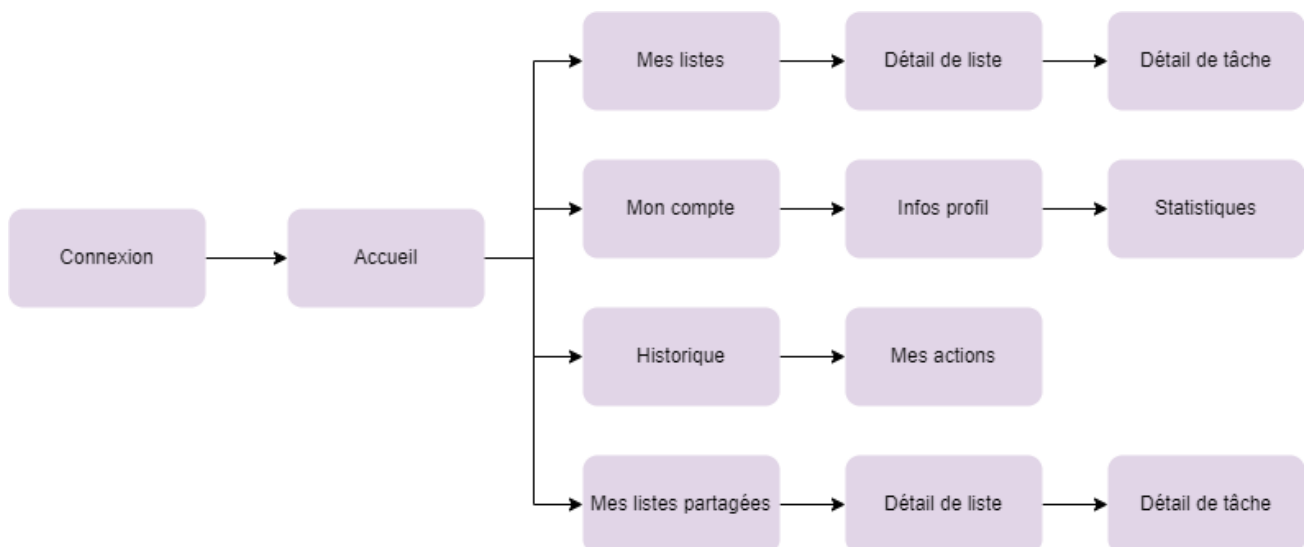 Mes listes
Détail de liste
Détail de tâche
Mon compte
Infos profil
Statistiques
Connexion
Accueil
Historique
Mes actions
Mes listes partagées
Détail de liste
Détail de tâche